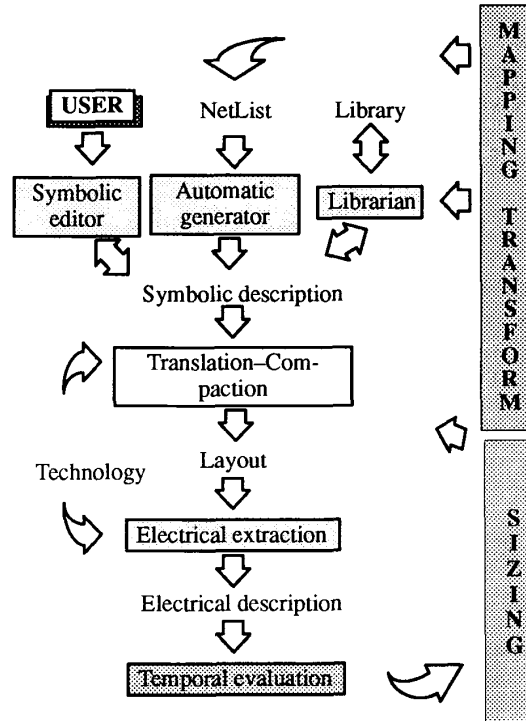 USER
NetList
Library
Symbolic
editor
Automatic
generator
Librarian
Symbolic description
Translation–Com-
paction
Technology
Layout
Electrical extraction
Electrical description
Temporal evaluation
MAPPING TRANSFORM
SIZING